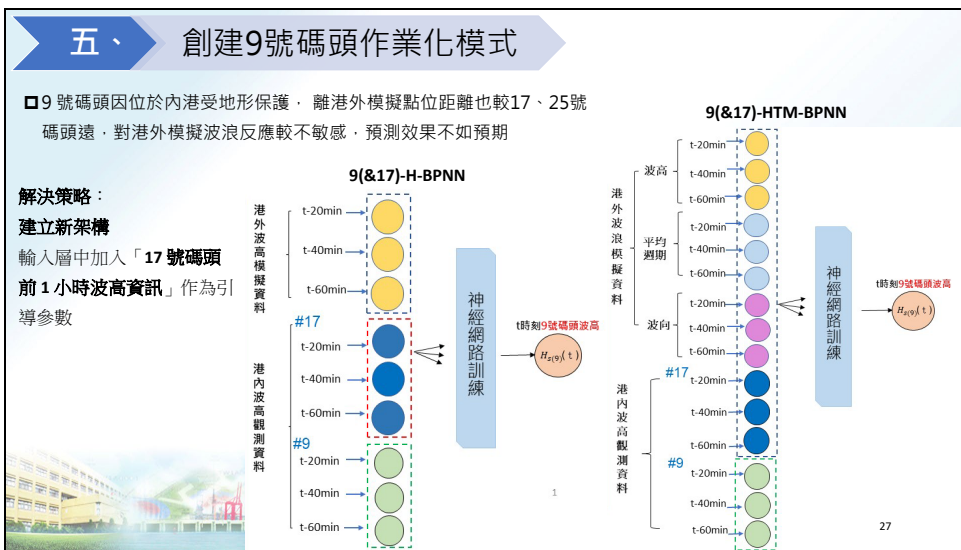 五、 創建9號碼頭作業化模式
9 號碼頭因位於內港受地形保護， 離港外模擬點位距離也較17、25號
碼頭遠，對港外模擬波浪反應較不敏感，預測效果不如預期
解決策略：
建立新架構
輸入層中加入「17 號碼頭
前 1 小時波高資訊」作為引
導參數
9(&17)-H-BPNN
港外波高模擬資料
t-20min
t-40min
t-60min
港內波高觀測資料
#17
t-20min
t-40min
t-60min
#9
t-20min
t-40min
t-60min
神經網路訓練
t時刻9號碼頭波高
Hs(9)(t)
1
9(&17)-HTM-BPNN
港外波浪模擬資料
波高
t-20min
t-40min
t-60min
平均
週期
t-20min
t-40min
t-60min
波向
t-20min
t-40min
t-60min
港內波高觀測資料
#17
t-20min
t-40min
t-60min
#9
t-20min
t-40min
t-60min
神經網路訓練
t時刻9號碼頭波高
Hs(9)(t)
27